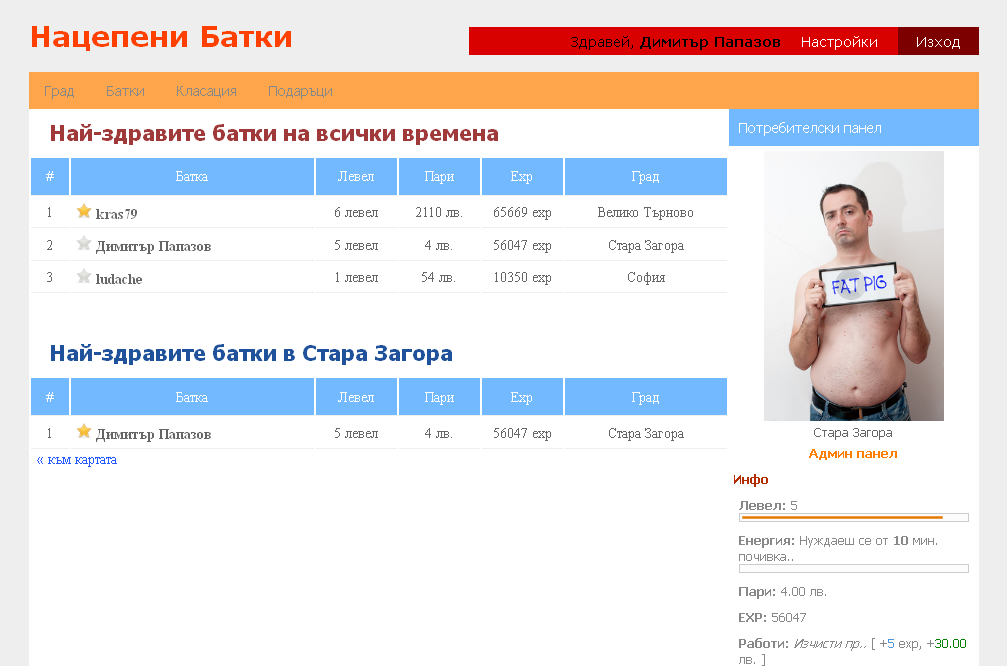 Нацепени Батки
Здравей, Димитър Папазов Настройки Изход
Град Батки Класация Подаръци
Най-здравите батки на всички времена
# Батка Левел Пари Exp Град
1 kras79 6 левел 2110 лв. 65669 exp Велико Търново
2 Димитър Папазов 5 левел 4 лв. 56047 exp Стара Загора
3 ludache 1 левел 54 лв. 10350 exp София
Най-здравите батки в Стара Загора
# Батка Левел Пари Exp Град
1 Димитър Папазов 5 левел 4 лв. 56047 exp Стара Загора
« към картата
Потребителски панел
FAT PIG
Стара Загора
Админ панел
Инфо
Левел: 5
Енергия: Нуждаеш се от 10 мин.
почивка..
Пари: 4.00 лв.
EXP: 56047
Работи: Изчисти пр.. [ +5 exp, +30.00
лв. ]